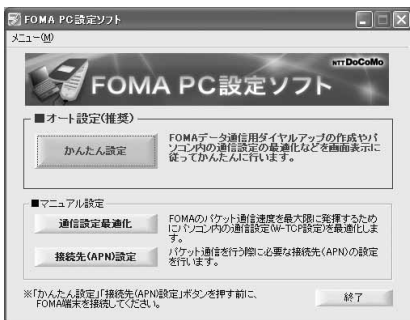 FOMA PC設定ソフト
メニュー(M)
NTT DoCoMo
FOMA PC設定ソフト
■オート設定(推奨)
かんたん設定
FOMAデータ通信用ダイヤルアップの作成やパ
ソコン内の通信設定の最適化などを画面表示に
従ってかんたんに行います。
■マニュアル設定
通信設定最適化
FOMAのパケット通信速度を最大限に発揮するため
にパソコン内の通信設定(W-TCP設定)を最適化しま
す。
接続先(APN)設定
パケット通信を行う際に必要な接続先(APN)の設定
を行います。
※「かんたん設定」「接続先(APN)設定」ボタンを押す前に、
FOMA端末を接続してください。
終了